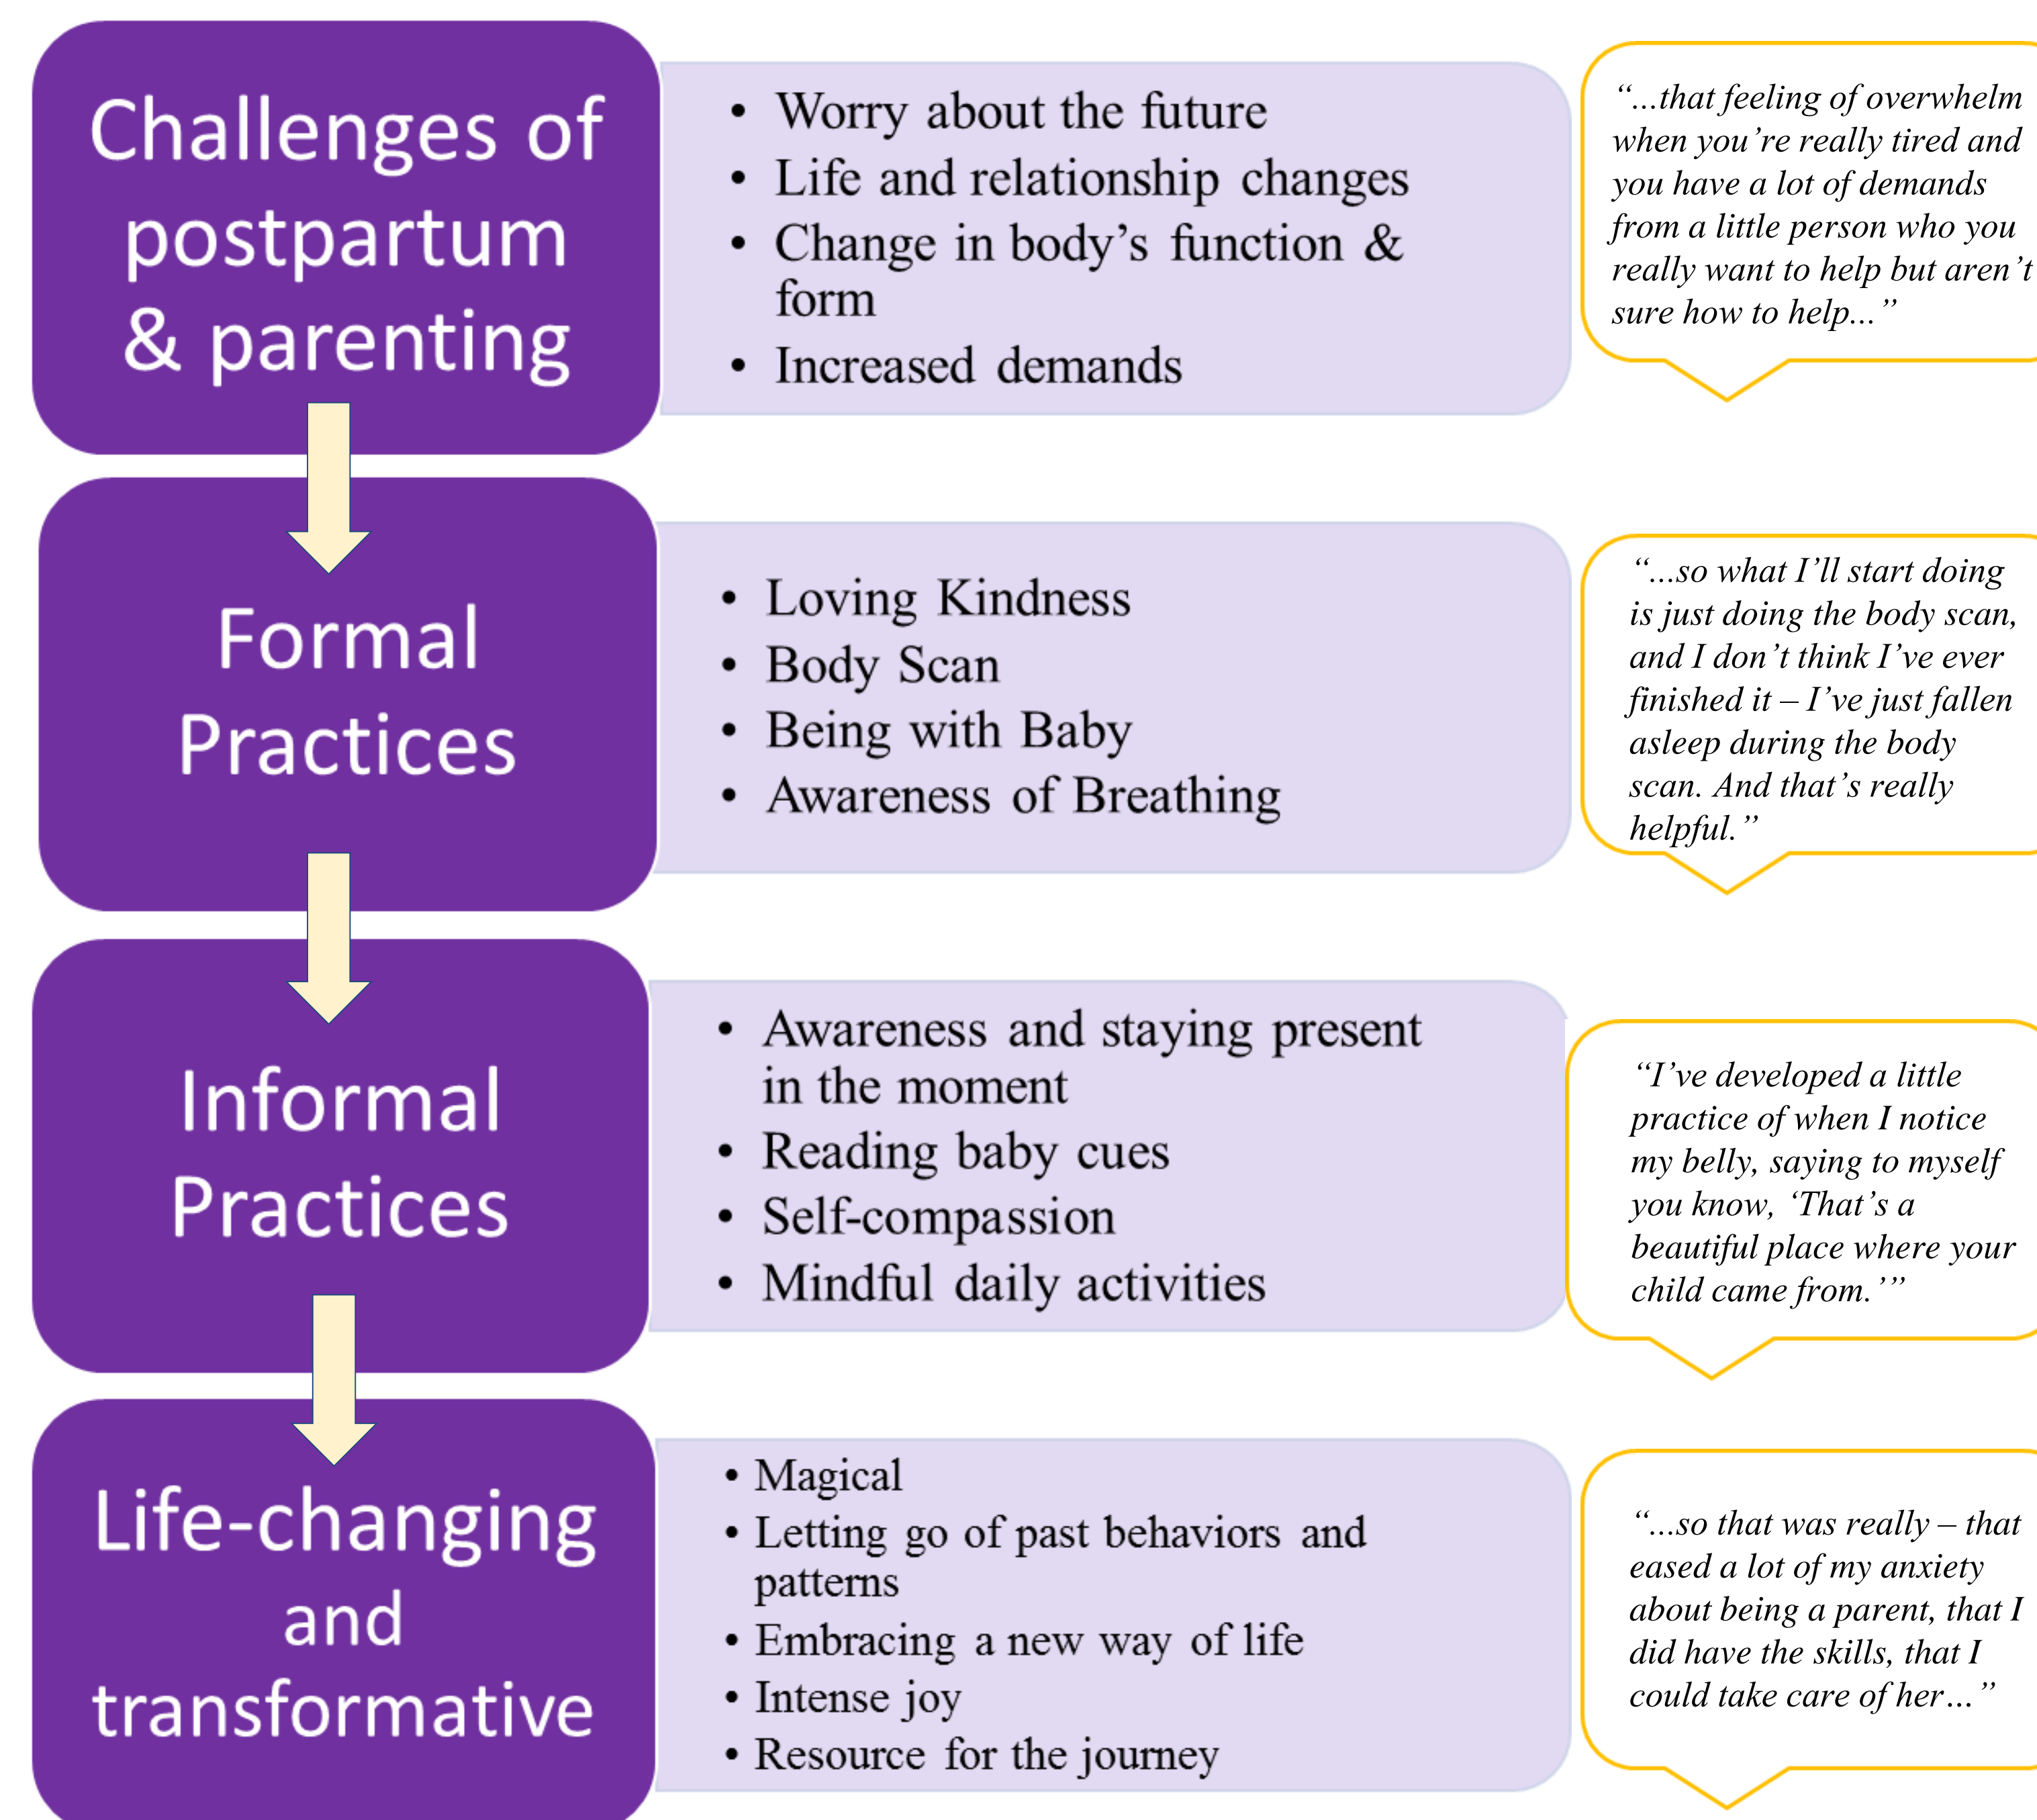 Challenges of
postpartum
& parenting
• Worry about the future
• Life and relationship changes
• Change in body’s function &
form
• Increased demands
“...that feeling of overwhelm
when you’re really tired and
you have a lot of demands
from a little person who you
really want to help but aren’t
sure how to help...”
Formal
Practices
• Loving Kindness
• Body Scan
• Being with Baby
• Awareness of Breathing
“...so what I’ll start doing
is just doing the body scan,
and I don’t think I’ve ever
finished it – I’ve just fallen
asleep during the body
scan. And that’s really
helpful.”
Informal
Practices
• Awareness and staying present
in the moment
• Reading baby cues
• Self-compassion
• Mindful daily activities
“I’ve developed a little
practice of when I notice
my belly, saying to myself
you know, ‘That’s a
beautiful place where your
child came from.’”
Life-changing
and
transformative
• Magical
• Letting go of past behaviors and
patterns
• Embracing a new way of life
• Intense joy
• Resource for the journey
“...so that was really – that
eased a lot of my anxiety
about being a parent, that I
did have the skills, that I
could take care of her…”